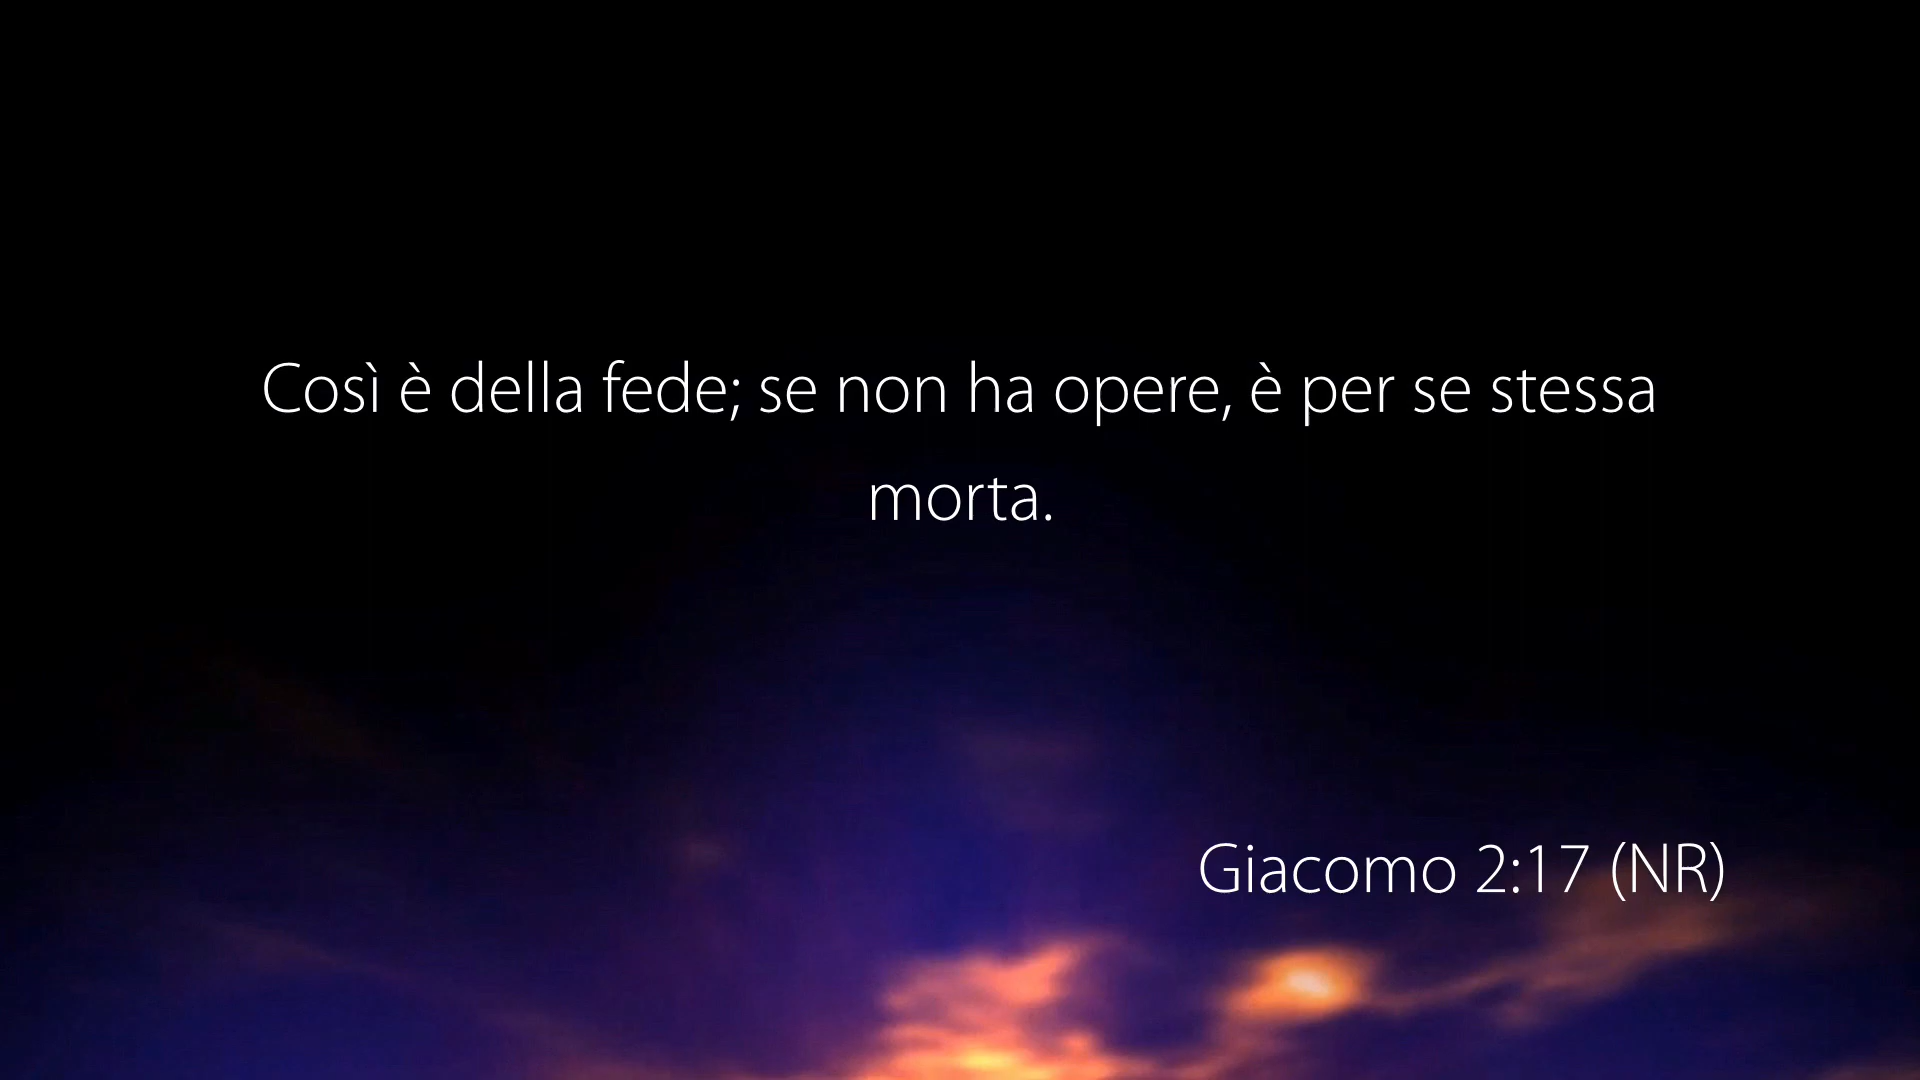 Così è della fede; se non ha opere, è per se stessa
morta.
Giacomo 2:17 (NR)